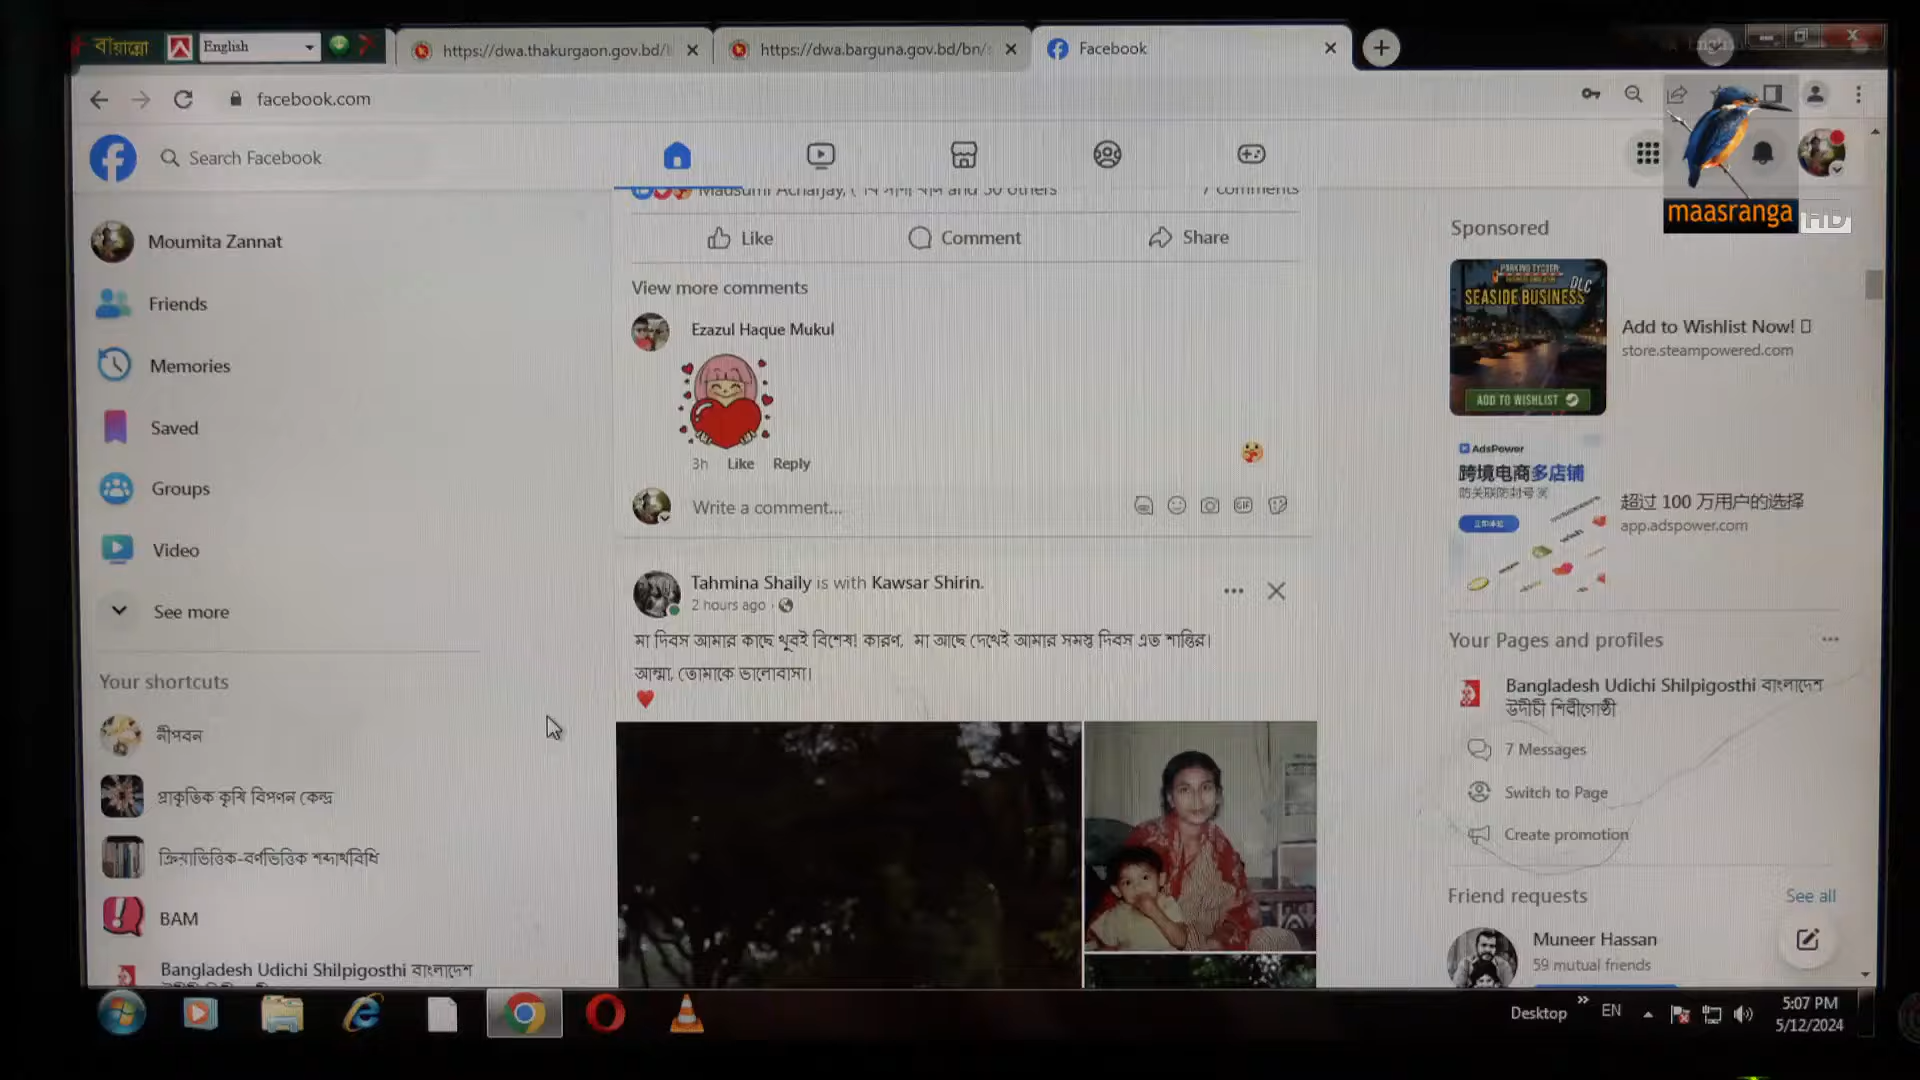 বায়ান্নো
English
https://dwa.thakurgaon.gov.bd/
https://dwa.barguna.gov.bd/bn/
Facebook
facebook.com
Search Facebook
maasranga
HD
Moumita Zannat
Friends
Memories
Saved
Groups
Video
See more
Your shortcuts
নীপবন
প্রাকৃতিক কৃষি বিপণন কেন্দ্র
ক্রিয়াভিত্তিক-বর্ণভিত্তিক শব্দার্থবিধি
BAM
Bangladesh Udichi Shilpigosthi বাংলাদেশ
and 50 others
7 comments
Like
Comment
Share
View more comments
Ezazul Haque Mukul
3h Like Reply
Write a comment...
GIF
Tahmina Shaily is with Kawsar Shirin.
2 hours ago
মা দিবস আমার কাছে খুবই বিশেষ! কারণ, মা আছে দেখেই আমার সমস্ত দিবস এত শান্তির।
আম্মা, তোমাকে ভালোবাসা।
Sponsored
PARKING TYCOON
SEASIDE BUSINESS
DLC
ADD TO WISHLIST
Add to Wishlist Now!
store.steampowered.com
AdsPower
跨境电商多店铺
防关联防封号
超过 100 万用户的选择
app.adspower.com
Your Pages and profiles
Bangladesh Udichi Shilpigosthi বাংলাদেশ
উদীচী শিল্পীগোষ্ঠী
7 Messages
Switch to Page
Create promotion
Friend requests
See all
Muneer Hassan
59 mutual friends
Desktop
EN
5:07 PM
5/12/2024